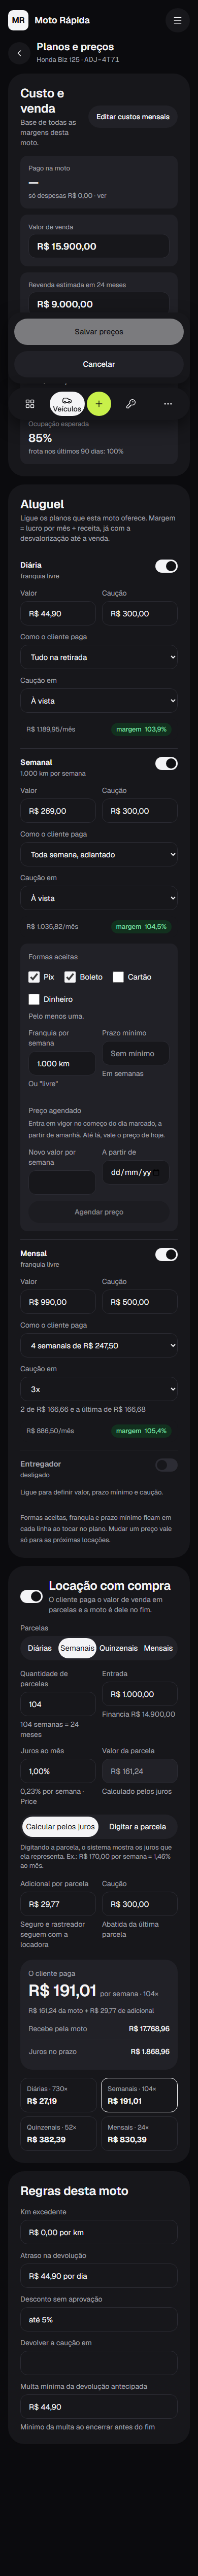 MR
Moto Rápida
Planos e preços
Honda Biz 125 · ADJ-4T71
Custo e
venda
Base de todas as
margens desta
moto.
Editar custos mensais
Pago na moto
—
só despesas R$ 0,00 · ver
Valor de venda
R$ 15.900,00
Revenda estimada em 24 meses
R$ 9.000,00
Salvar preços
Cancelar
Veículos
Ocupação esperada
85%
frota nos últimos 90 dias: 100%
Aluguel
Ligue os planos que esta moto oferece. Margem
= lucro por mês ÷ receita, já com a
desvalorização até a venda.
Diária
franquia livre
Valor
Caução
R$ 44,90
R$ 300,00
Como o cliente paga
Tudo na retirada
Caução em
À vista
R$ 1.189,95/mês
margem 103,9%
Semanal
1.000 km por semana
Valor
Caução
R$ 269,00
R$ 300,00
Como o cliente paga
Toda semana, adiantado
Caução em
À vista
R$ 1.035,82/mês
margem 104,5%
Formas aceitas
Pix
Boleto
Cartão
Dinheiro
Pelo menos uma.
Franquia por
semana
Prazo mínimo
1.000 km
Sem mínimo
Ou "livre"
Em semanas
Preço agendado
Entra em vigor no começo do dia marcado, a
partir de amanhã. Até lá, vale o preço de hoje.
Novo valor por
semana
A partir de
dd/mm/yy
Agendar preço
Mensal
franquia livre
Valor
Caução
R$ 990,00
R$ 500,00
Como o cliente paga
4 semanais de R$ 247,50
Caução em
3x
2 de R$ 166,66 e a última de R$ 166,68
R$ 886,50/mês
margem 105,4%
Entregador
desligado
Ligue para definir valor, prazo mínimo e caução.
Formas aceitas, franquia e prazo mínimo ficam em
cada linha ao tocar no plano. Mudar um preço vale
só para as próximas locações.
Locação com compra
O cliente paga o valor de venda em
parcelas e a moto é dele no fim.
Parcelas
Diárias
Semanais
Quinzenais
Mensais
Quantidade de
parcelas
Entrada
104
R$ 1.000,00
104 semanas = 24
meses
Financia R$ 14.900,00
Juros ao mês
Valor da parcela
1,00%
R$ 161,24
0,23% por semana ·
Price
Calculado pelos juros
Calcular pelos juros
Digitar a parcela
Digitando a parcela, o sistema mostra os juros que
ela representa. Ex.: R$ 170,00 por semana = 1,46%
ao mês.
Adicional por parcela
Caução
R$ 29,77
R$ 300,00
Seguro e rastreador
seguem com a
locadora
Abatida da última
parcela
O cliente paga
R$ 191,01 por semana · 104×
R$ 161,24 da moto + R$ 29,77 de adicional
Recebe pela moto
R$ 17.768,96
Juros no prazo
R$ 1.868,96
Diárias · 730×
R$ 27,19
Semanais · 104×
R$ 191,01
Quinzenais · 52×
R$ 382,39
Mensais · 24×
R$ 830,39
Regras desta moto
Km excedente
R$ 0,00 por km
Atraso na devolução
R$ 44,90 por dia
Desconto sem aprovação
até 5%
Devolver a caução em
Multa mínima da devolução antecipada
R$ 44,90
Mínimo da multa ao encerrar antes do fim